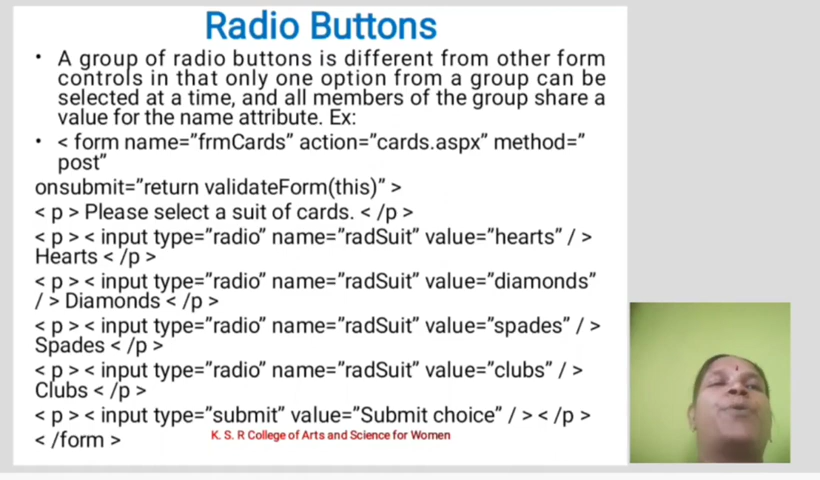 Radio Buttons
• A group of radio buttons is different from other form
controls in that only one option from a group can be
selected at a time, and all members of the group share a
value for the name attribute. Ex:
• < form name=”frmCards” action=”cards.aspx” method=”
post”
onsubmit=”return validateForm(this)” >
< p > Please select a suit of cards. < /p >
< p > < input type=”radio” name=”radSuit” value=”hearts” / >
Hearts < /p >
< p > < input type=”radio” name=”radSuit” value=”diamonds”
/ > Diamonds < /p >
< p > < input type=”radio” name=”radSuit” value=”spades” / >
Spades < /p >
< p > < input type=”radio” name=”radSuit” value=”clubs” / >
Clubs < /p >
< p > < input type=”submit” value=”Submit choice” / > < /p >
< /form >
K. S. R College of Arts and Science for Women